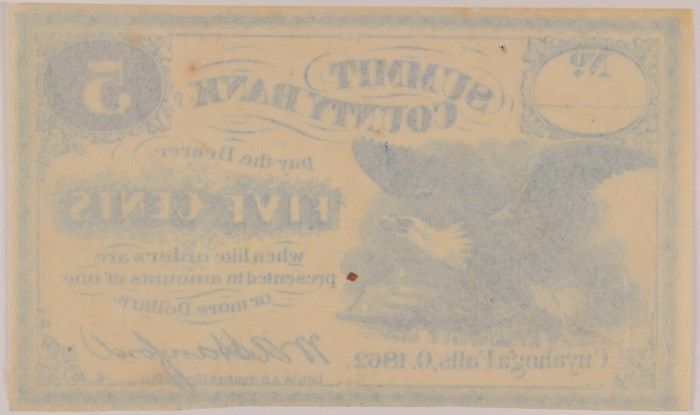 No.
5
SUMMIT
COUNTY BANK
pay the Bearer,
FIVE CENTS
when like orders are
presented in amounts of one
or more Dollars
Cuyahoga Falls, O. 1862.